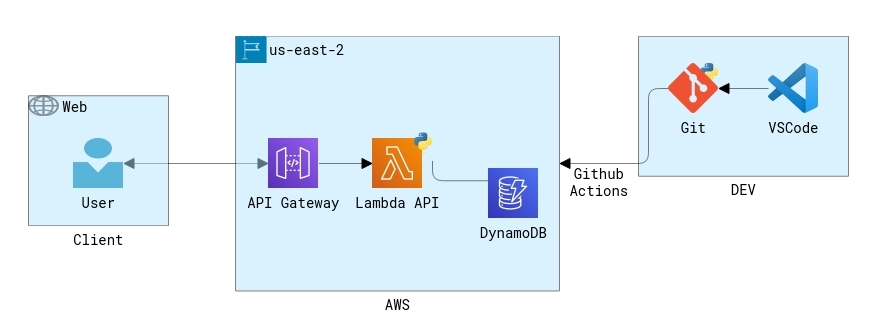 Web
User
Client
us-east-2
API Gateway
Lambda API
DynamoDB
AWS
Github
Actions
Git
VSCode
DEV